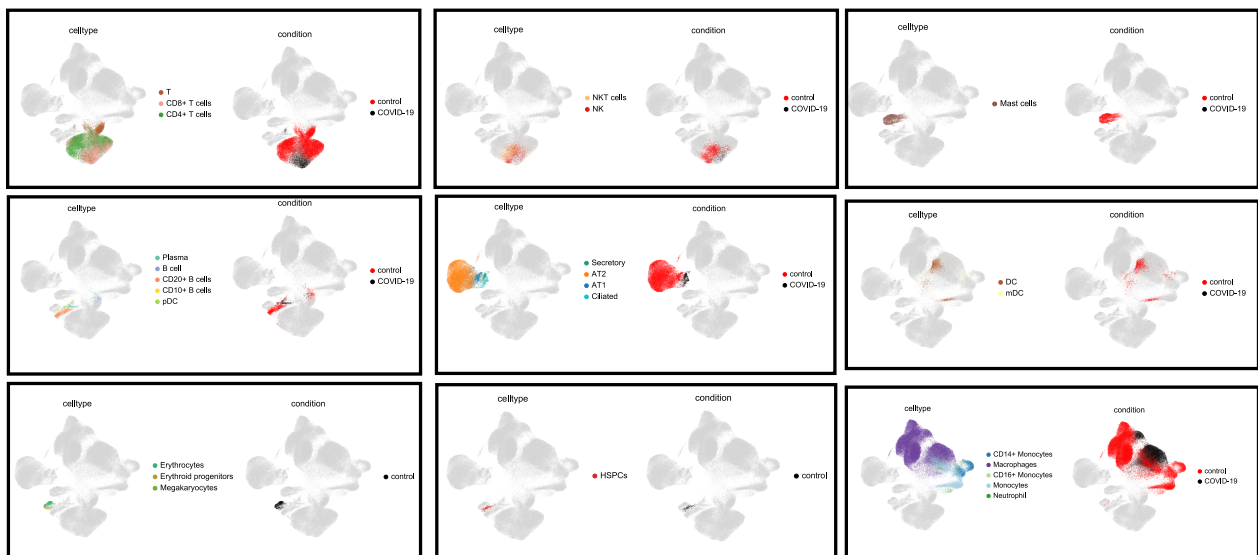 celltype
condition
T
CD8+ T cells
CD4+ T cells
control
COVID-19
celltype
condition
NKT cells
NK
control
COVID-19
celltype
condition
Mast cells
control
COVID-19
celltype
condition
Plasma
B cell
CD20+ B cells
CD10+ B cells
pDC
control
COVID-19
celltype
condition
Secretory
AT2
AT1
Ciliated
control
COVID-19
celltype
condition
DC
mDC
control
COVID-19
celltype
condition
Erythrocytes
Erythroid progenitors
Megakaryocytes
control
celltype
condition
HSPCs
control
celltype
condition
CD14+ Monocytes
Macrophages
CD16+ Monocytes
Monocytes
Neutrophil
control
COVID-19